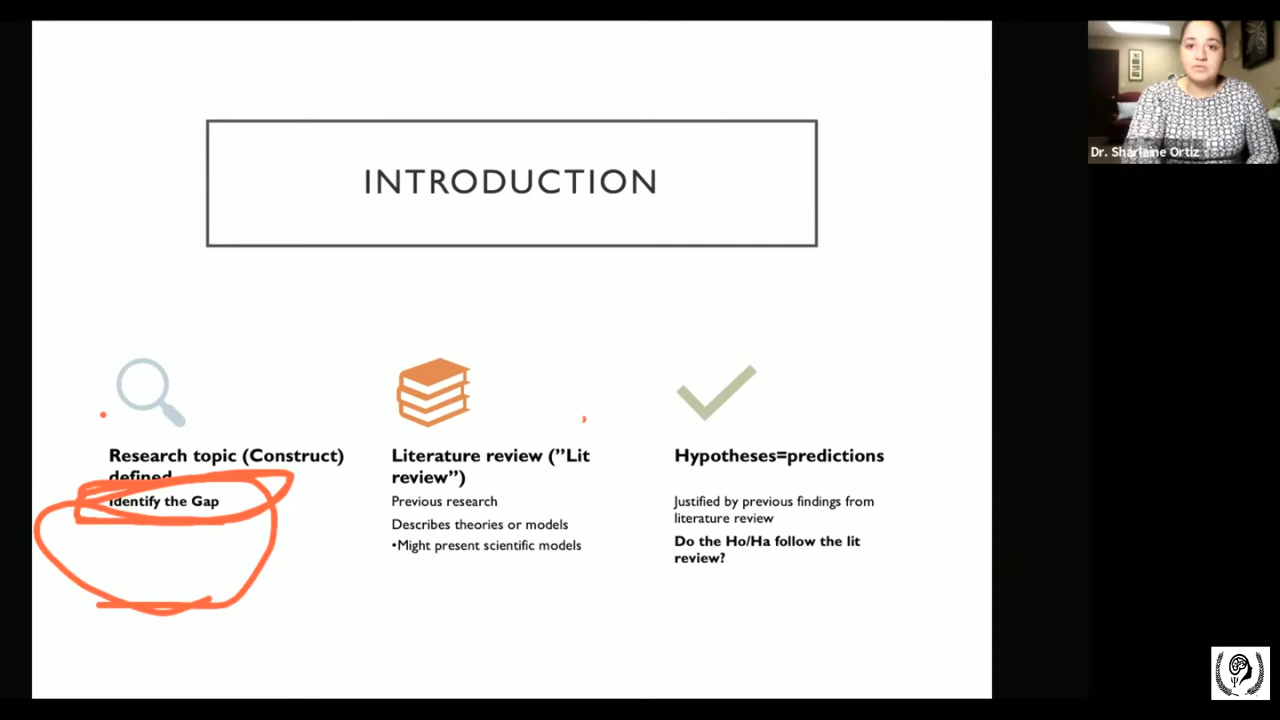 INTRODUCTION
Research topic (Construct)
defined
Identify the Gap
Literature review (”Lit
review”)
Previous research
Describes theories or models
•Might present scientific models
Hypotheses=predictions
Justified by previous findings from
literature review
Do the Ho/Ha follow the lit
review?
Dr. Sharlaine Ortiz
Ψ